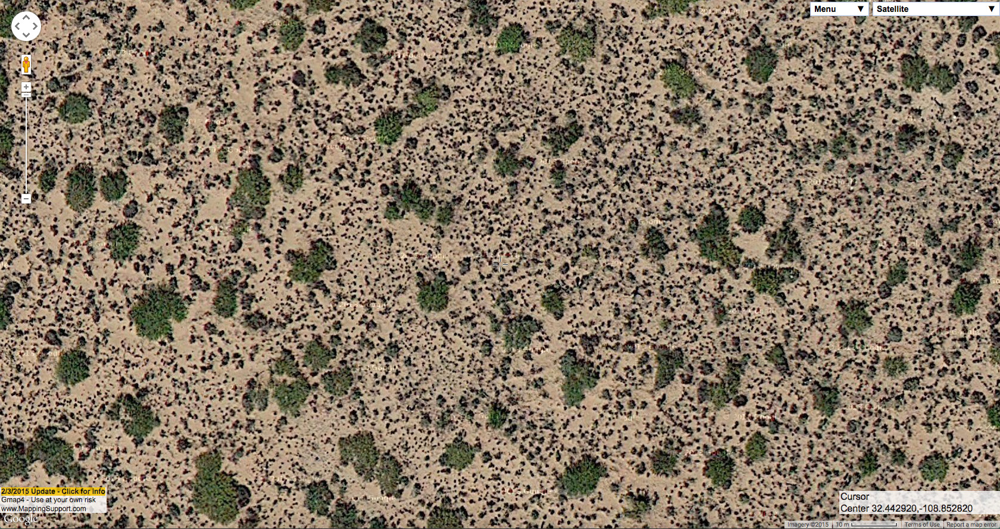 Menu ▼
Satellite ▼
2/3/2015 Update - Click for info
Gmap4 - Use at your own risk
www.MappingSupport.com
Google
Cursor
Center 32.442920,-108.852820
Imagery ©2015
10 m
Terms of Use
Report a map error